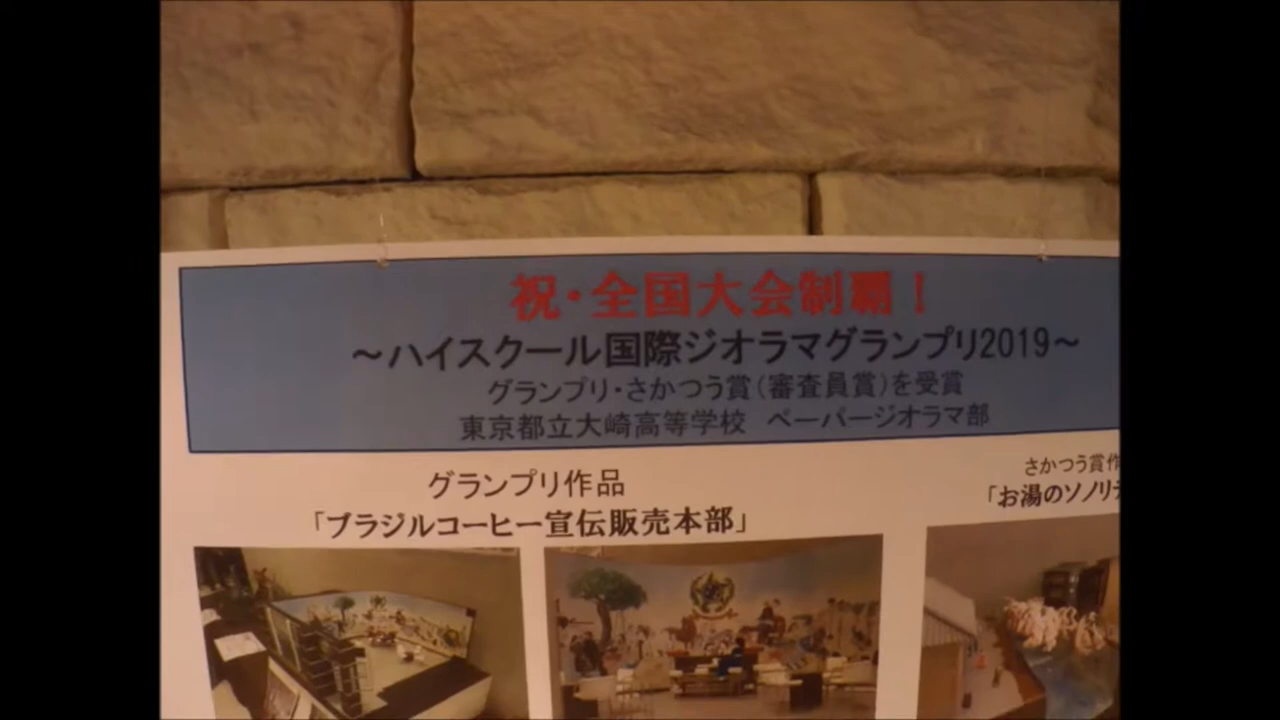 祝・全国大会制覇！
～ハイスクール国際ジオラマグランプリ2019～
グランプリ・さかつう賞(審査員賞)を受賞
東京都立大崎高等学校　ペーパージオラマ部
グランプリ作品
「ブラジルコーヒー宣伝販売本部」
さかつう賞作
「お湯のソノリ